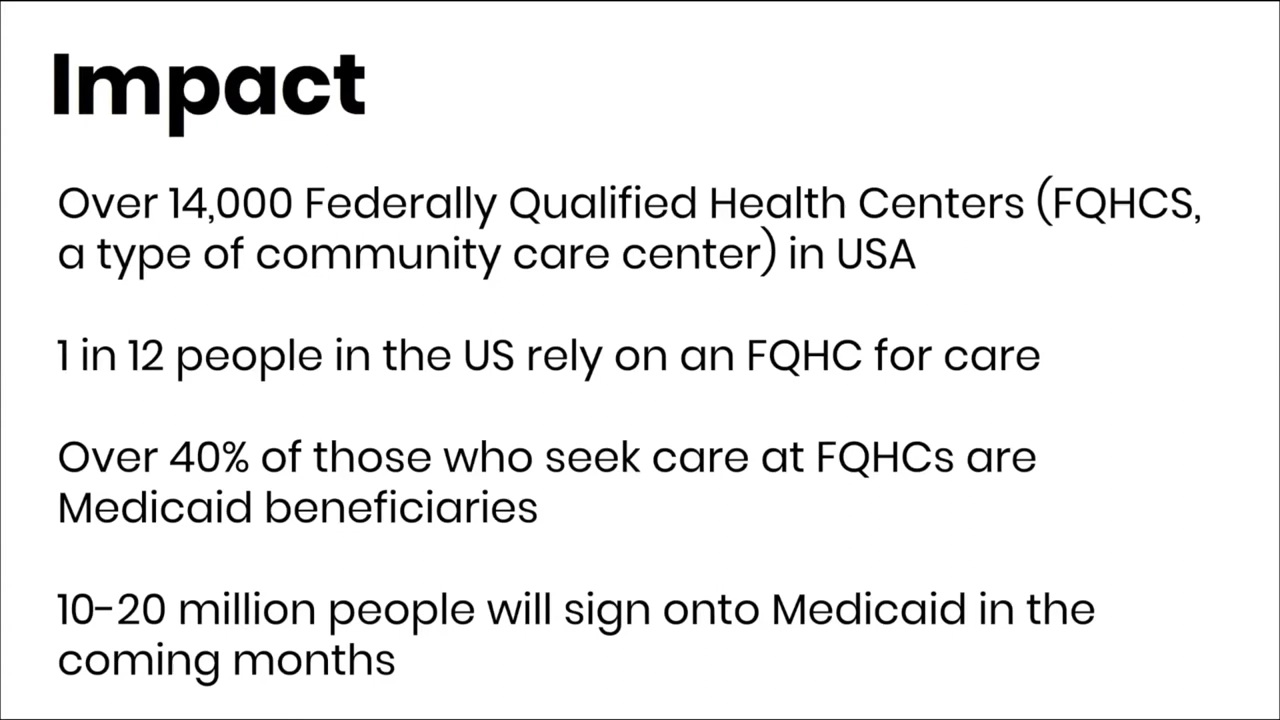 Impact
Over 14,000 Federally Qualified Health Centers (FQHCS,
a type of community care center) in USA
1 in 12 people in the US rely on an FQHC for care
Over 40% of those who seek care at FQHCs are
Medicaid beneficiaries
10-20 million people will sign onto Medicaid in the
coming months